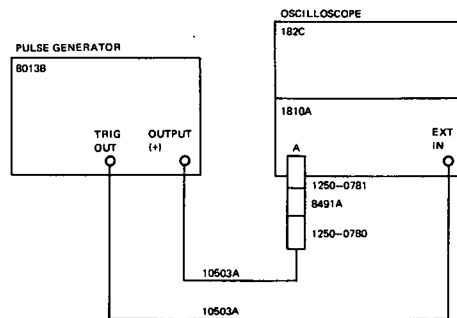 OSCILLOSCOPE
182C
PULSE GENERATOR
8013B
1810A
TRIG OUT
OUTPUT (+)
A
EXT IN
1250-0781
8491A
1250-0780
10503A
10503A